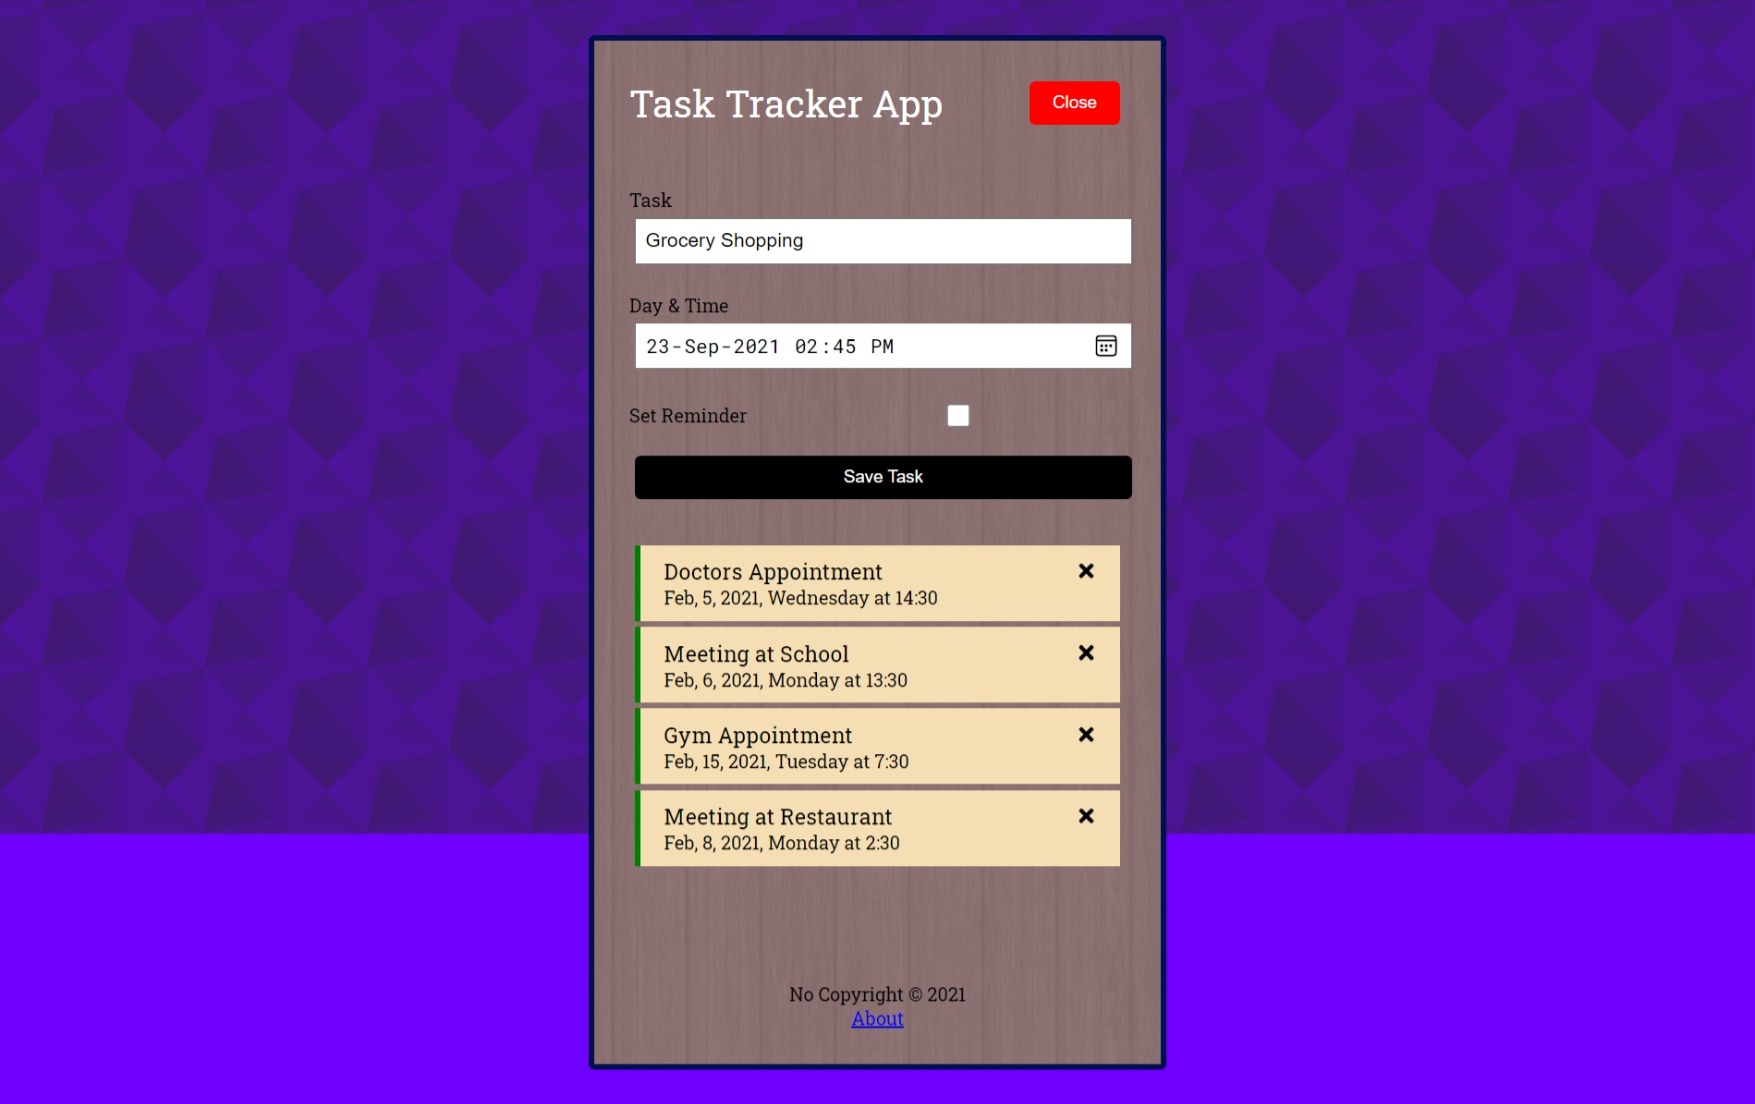 Task Tracker App
Close
Task
Grocery Shopping
Day & Time
23-Sep-2021 02:45 PM
Set Reminder
Save Task
Doctors Appointment
Feb, 5, 2021, Wednesday at 14:30
Meeting at School
Feb, 6, 2021, Monday at 13:30
Gym Appointment
Feb, 15, 2021, Tuesday at 7:30
Meeting at Restaurant
Feb, 8, 2021, Monday at 2:30
No Copyright © 2021
About